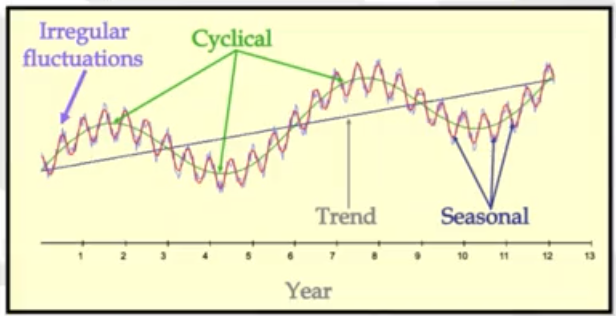 Irregular
fluctuations
Cyclical
Trend
Seasonal
1 2 3 4 5 6 7 8 9 10 11 12 13
Year